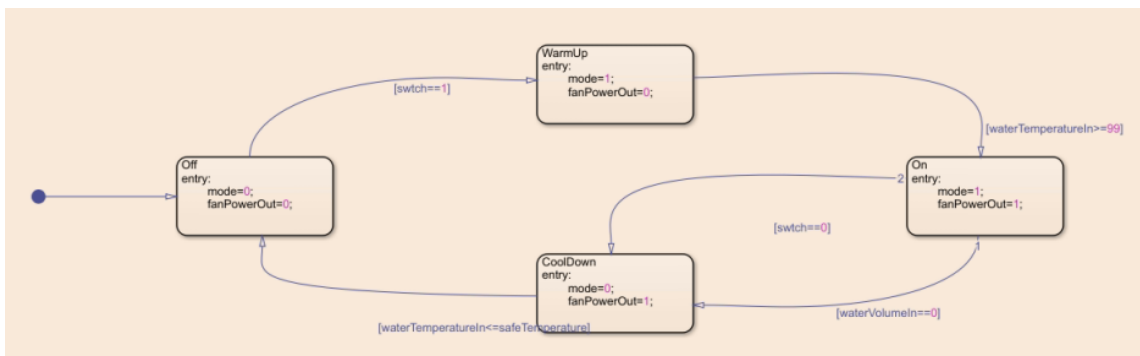 WarmUp
entry:
mode=1;
fanPowerOut=0;
[swtch==1]
[waterTemperatureIn>=99]
Off
entry:
mode=0;
fanPowerOut=0;
On
entry:
mode=1;
fanPowerOut=1;
2
[swtch==0]
1
CoolDown
entry:
mode=0;
fanPowerOut=1;
[waterVolumeIn==0]
[waterTemperatureIn<=safeTemperature]